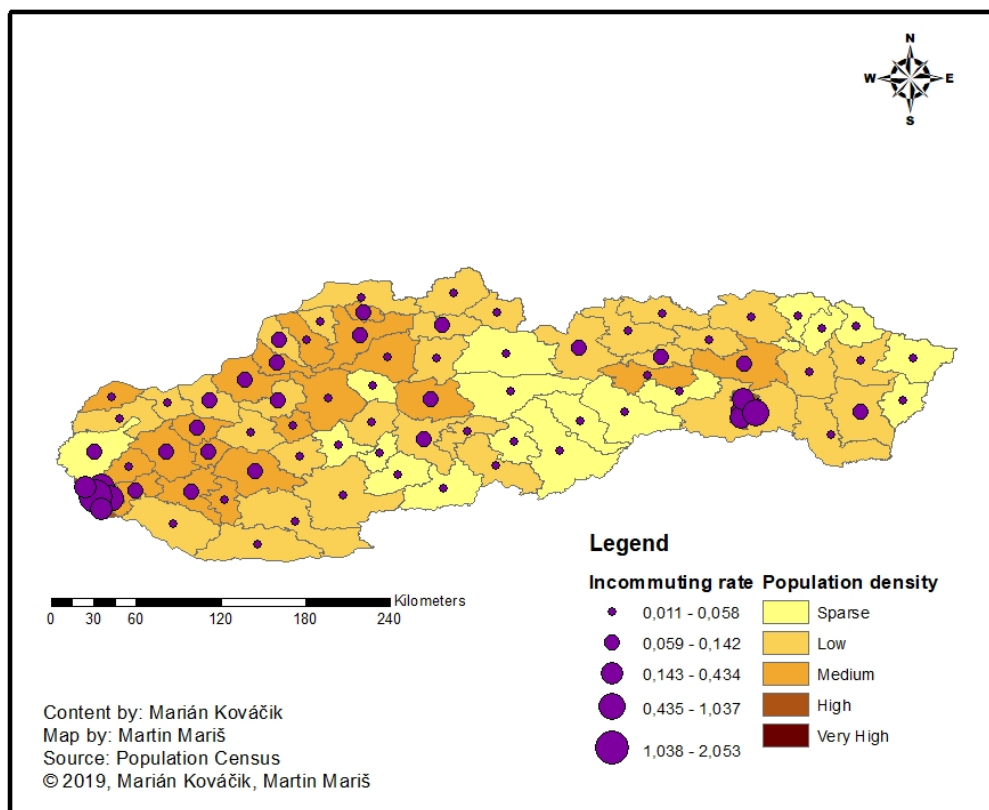 N
W E
S
Legend
Incommuting rate Population density
0,011 - 0,058 Sparse
0,059 - 0,142 Low
0,143 - 0,434 Medium
0,435 - 1,037 High
1,038 - 2,053 Very High
Kilometers
0 30 60 120 180 240
Content by: Marián Kováčik
Map by: Martin Mariš
Source: Population Census
© 2019, Marián Kováčik, Martin Mariš